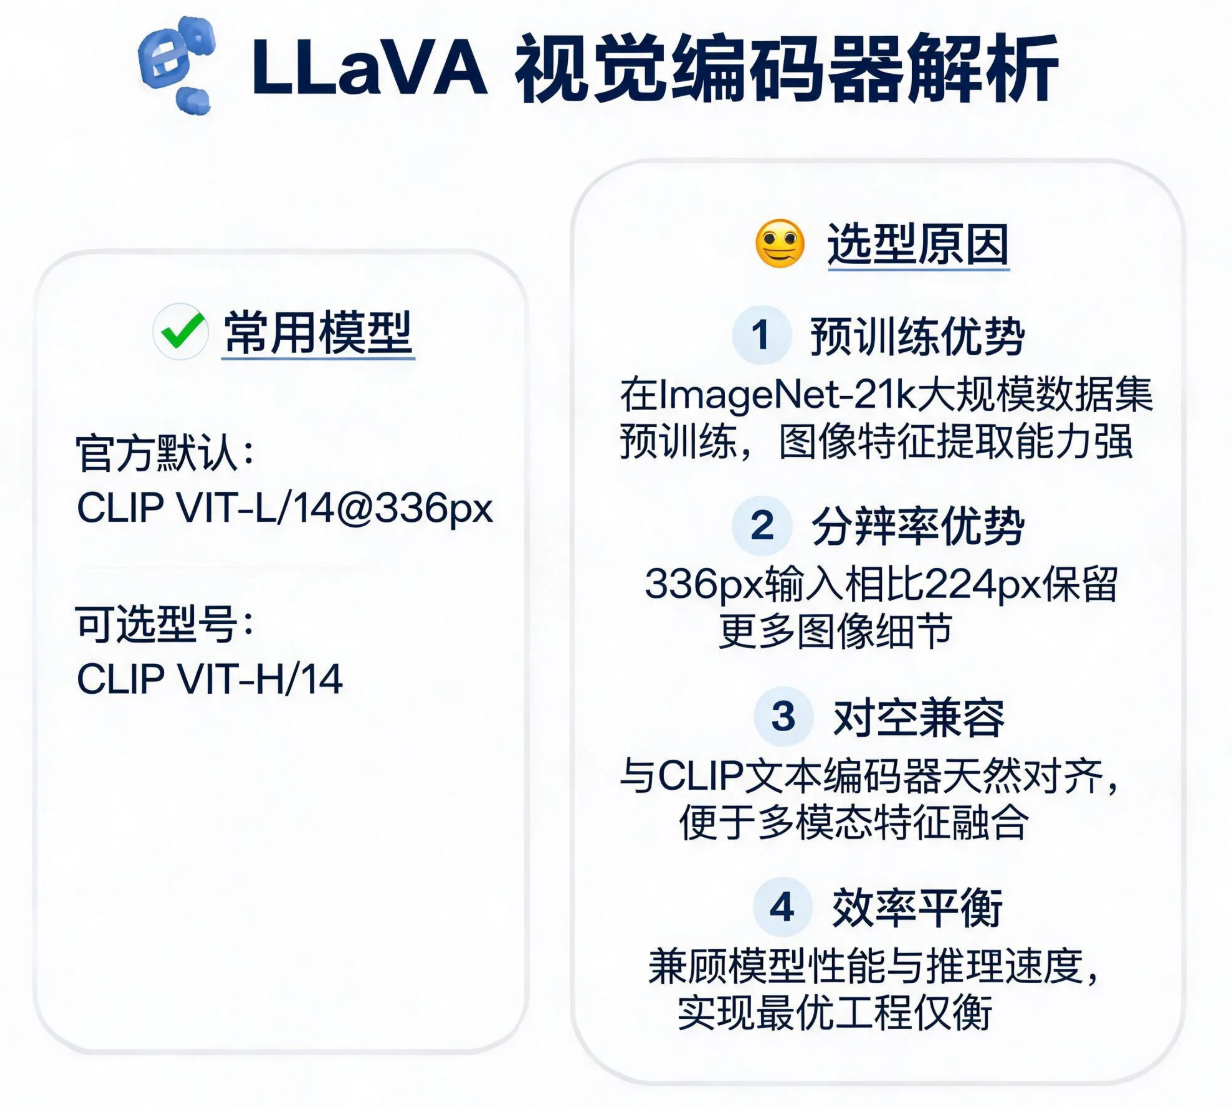 LLaVA 视觉编码器解析
常用模型
官方默认：
CLIP VIT-L/14@336px
可选型号：
CLIP VIT-H/14
选型原因
1 预训练优势
在ImageNet-21k大规模数据集
预训练，图像特征提取能力强
2 分辨率优势
336px输入相比224px保留
更多图像细节
3 对空兼容
与CLIP文本编码器天然对齐，
便于多模态特征融合
4 效率平衡
兼顾模型性能与推理速度，
实现最优工程仅衡